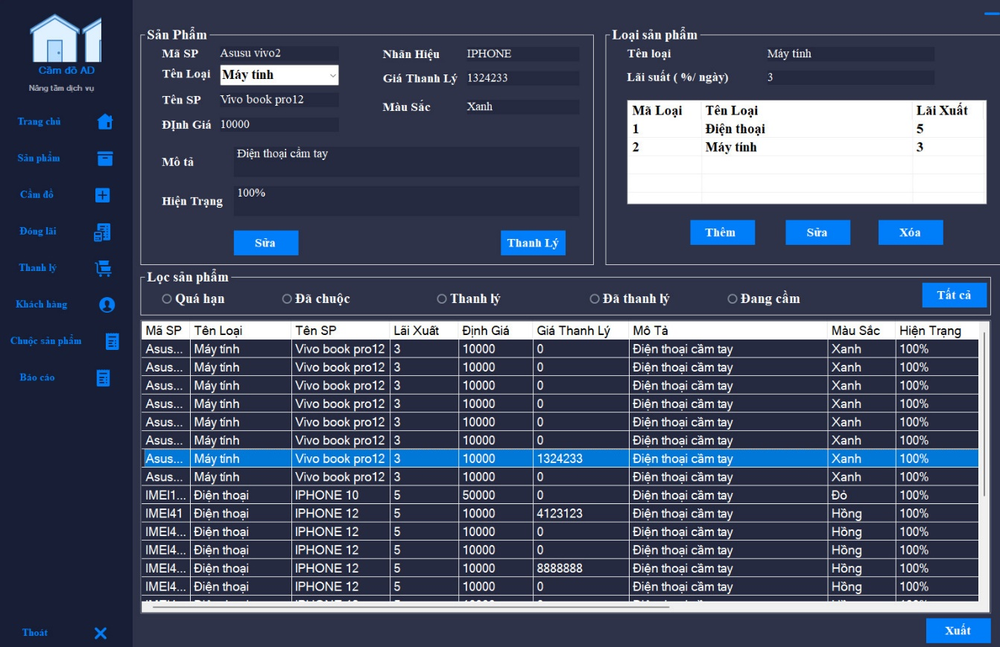 Cầm đồ AD
Nâng tầm dịch vụ
Trang chủ
Sản phẩm
Cầm đồ
Đóng lãi
Thanh lý
Khách hàng
Chuộc sản phẩm
Báo cáo
Thoát
Sản Phẩm
Mã SP Asusu vivo2 Nhãn Hiệu IPHONE
Tên Loại Máy tính Giá Thanh Lý 1324233
Tên SP Vivo book pro12 Màu Sắc Xanh
Định Giá 10000
Mô tả Điện thoại cầm tay
Hiện Trạng 100%
Sửa Thanh Lý
Loại sản phẩm
Tên loại Máy tính
Lãi suất ( %/ ngày) 3
Mã Loại Tên Loại Lãi Xuất
1 Điện thoại 5
2 Máy tính 3
Thêm Sửa Xóa
Lọc sản phẩm
Quá hạn Đã chuộc Thanh lý Đã thanh lý Đang cầm Tất cả
Mã SP Tên Loại Tên SP Lãi Xuất Định Giá Giá Thanh Lý Mô Tả Màu Sắc Hiện Trạng
Asus... Máy tính Vivo book pro12 3 10000 0 Điện thoại cầm tay Xanh 100%
Asus... Máy tính Vivo book pro12 3 10000 0 Điện thoại cầm tay Xanh 100%
Asus... Máy tính Vivo book pro12 3 10000 0 Điện thoại cầm tay Xanh 100%
Asus... Máy tính Vivo book pro12 3 10000 0 Điện thoại cầm tay Xanh 100%
Asus... Máy tính Vivo book pro12 3 10000 0 Điện thoại cầm tay Xanh 100%
Asus... Máy tính Vivo book pro12 3 10000 0 Điện thoại cầm tay Xanh 100%
Asus... Máy tính Vivo book pro12 3 10000 1324233 Điện thoại cầm tay Xanh 100%
Asus... Máy tính Vivo book pro12 3 10000 0 Điện thoại cầm tay Xanh 100%
IMEI1... Điện thoại IPHONE 10 5 50000 0 Điện thoại cầm tay Đỏ 100%
IMEI41 Điện thoại IPHONE 12 5 10000 4123123 Điện thoại cầm tay Hồng 100%
IMEI4... Điện thoại IPHONE 12 5 10000 0 Điện thoại cầm tay Hồng 100%
IMEI4... Điện thoại IPHONE 12 5 10000 0 Điện thoại cầm tay Hồng 100%
IMEI4... Điện thoại IPHONE 12 5 10000 8888888 Điện thoại cầm tay Hồng 100%
IMEI4... Điện thoại IPHONE 12 5 10000 0 Điện thoại cầm tay Hồng 100%
Xuất